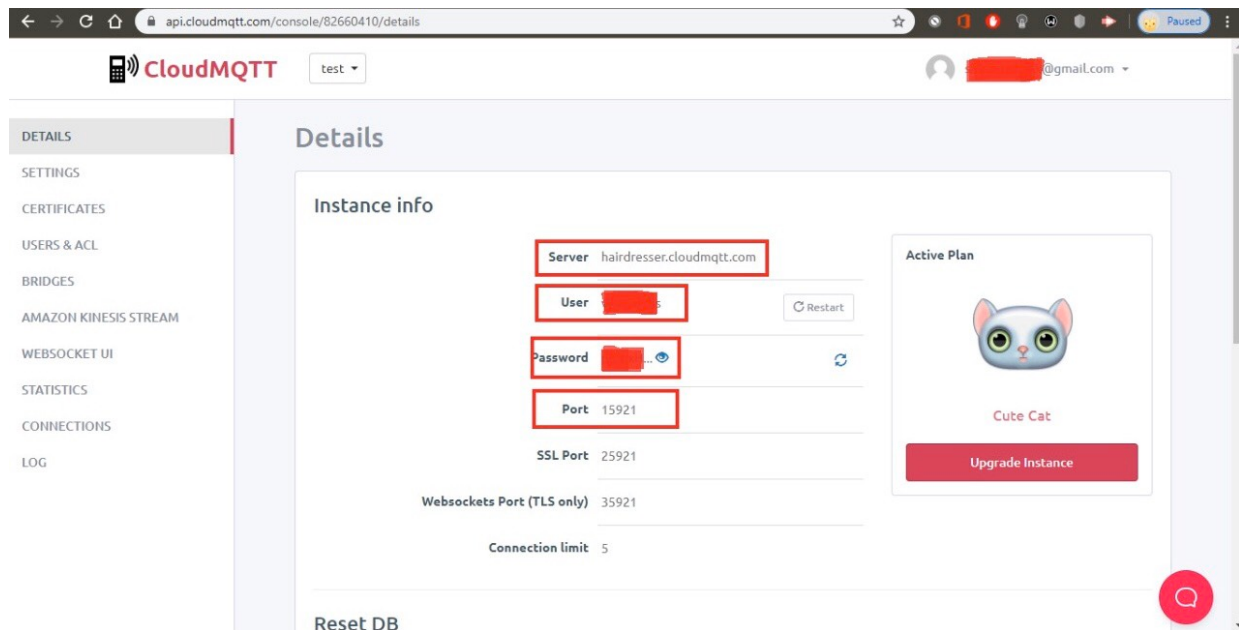 api.cloudmqtt.com/console/82660410/details
Paused
CloudMQTT
test
@gmail.com
DETAILS
SETTINGS
CERTIFICATES
USERS & ACL
BRIDGES
AMAZON KINESIS STREAM
WEBSOCKET UI
STATISTICS
CONNECTIONS
LOG
Details
Instance info
Server hairdresser.cloudmqtt.com
User
Restart
Password ...
Port 15921
SSL Port 25921
Websockets Port (TLS only) 35921
Connection limit 5
Active Plan
Cute Cat
Upgrade Instance
Reset DB